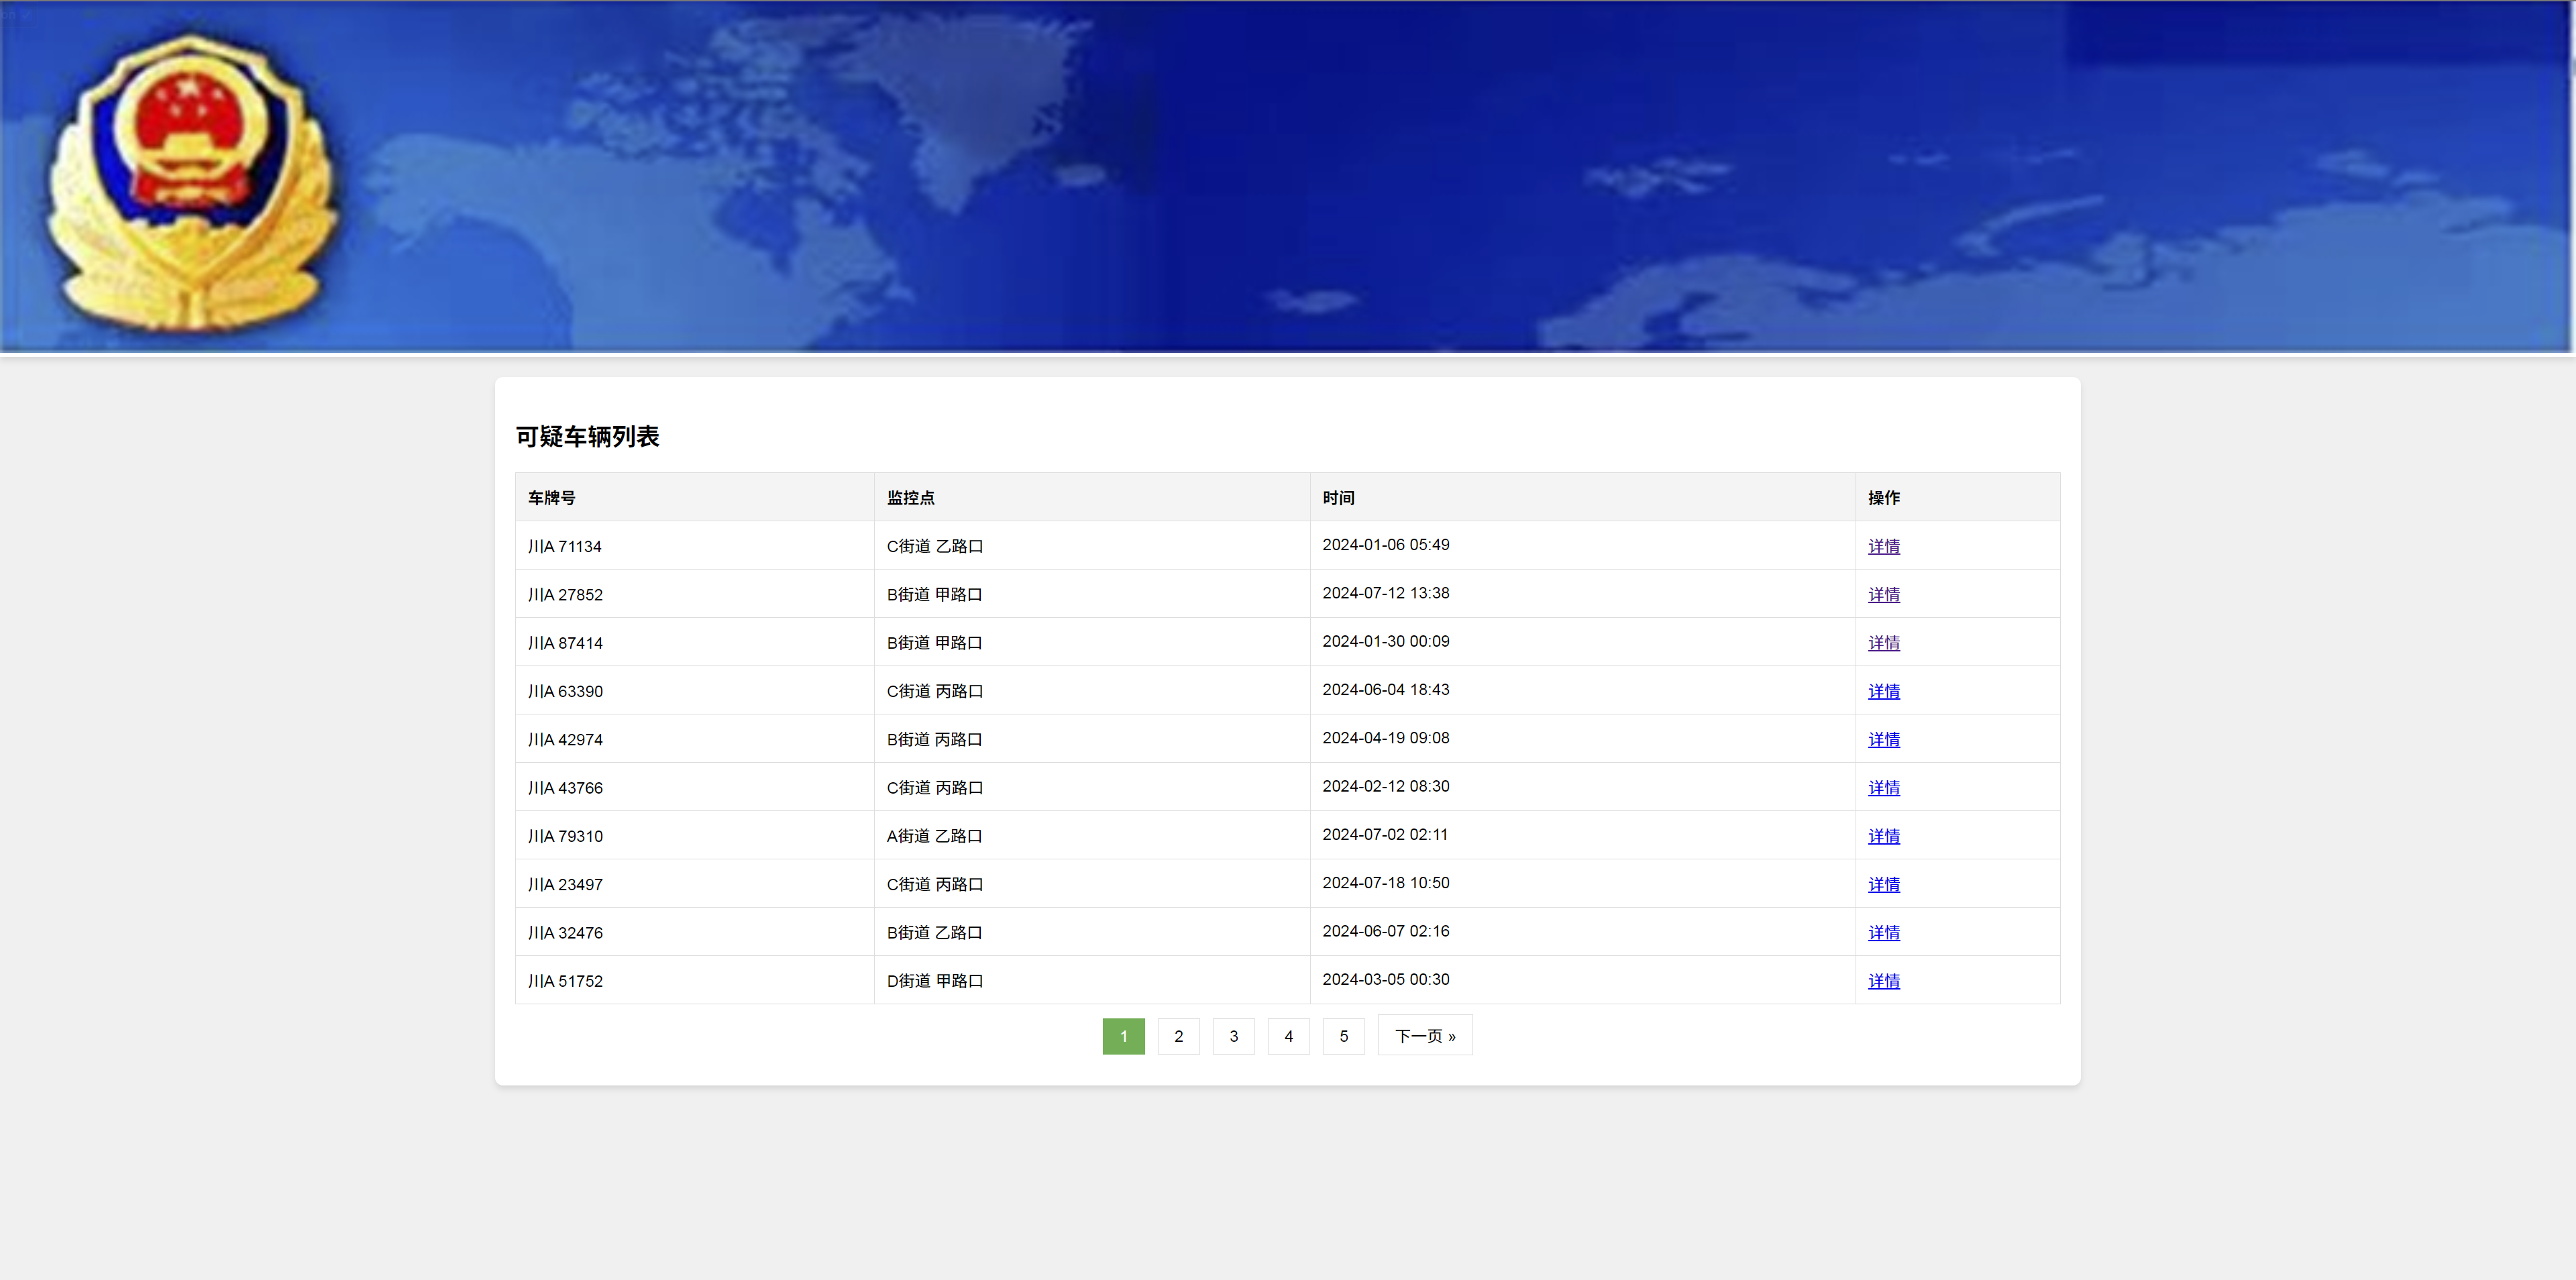 可疑车辆列表
车牌号 监控点 时间 操作
川A 71134 C街道 乙路口 2024-01-06 05:49 详情
川A 27852 B街道 甲路口 2024-07-12 13:38 详情
川A 87414 B街道 甲路口 2024-01-30 00:09 详情
川A 63390 C街道 丙路口 2024-06-04 18:43 详情
川A 42974 B街道 丙路口 2024-04-19 09:08 详情
川A 43766 C街道 丙路口 2024-02-12 08:30 详情
川A 79310 A街道 乙路口 2024-07-02 02:11 详情
川A 23497 C街道 丙路口 2024-07-18 10:50 详情
川A 32476 B街道 乙路口 2024-06-07 02:16 详情
川A 51752 D街道 甲路口 2024-03-05 00:30 详情
1 2 3 4 5 下一页 »